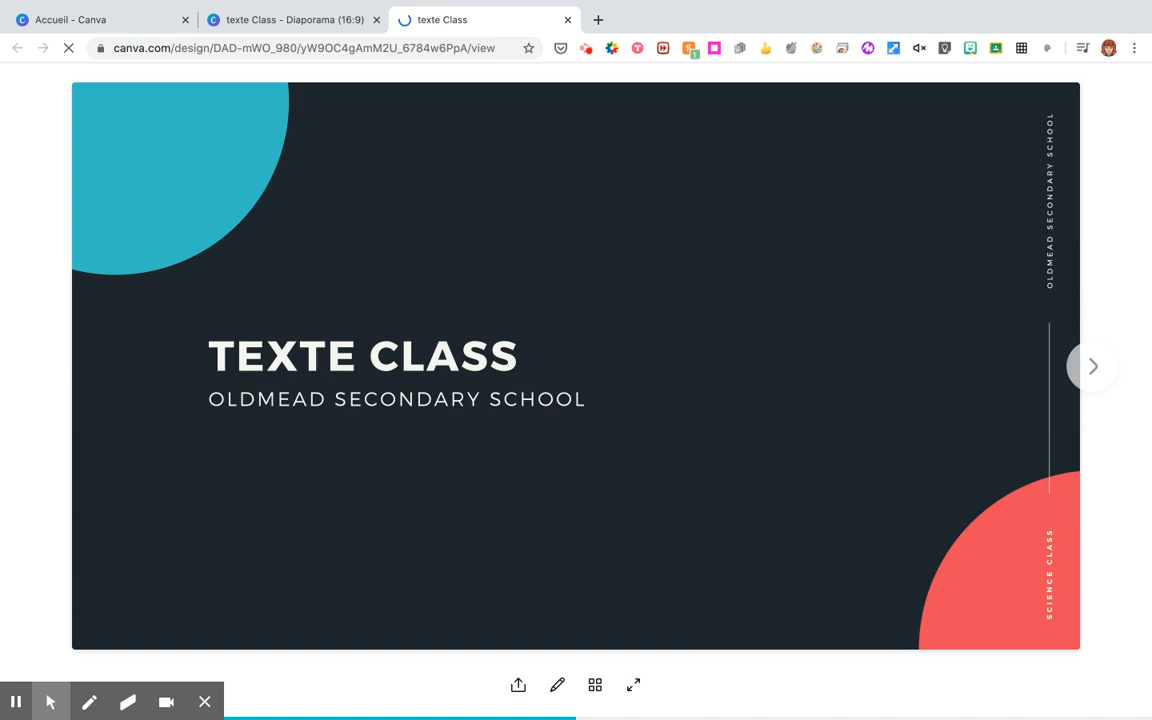 Accueil - Canva
texte Class - Diaporama (16:9)
texte Class
canva.com/design/DAD-mWO_980/yW9OC4gAmM2U_6784w6PpA/view
1
OLDMEAD SECONDARY SCHOOL
TEXTE CLASS
OLDMEAD SECONDARY SCHOOL
SCIENCE CLASS